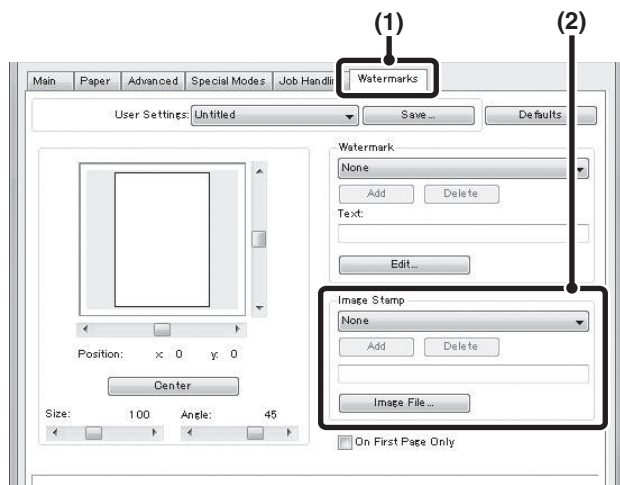 (1) (2)
Main Paper Advanced Special Modes Job Handlin Watermarks
User Settings: Untitled Save... Defaults
Watermark
None
Add Delete
Text:
Edit...
Image Stamp
None
Add Delete
Image File...
Position: x: 0 y: 0
Center
Size: 100 Angle: 45
On First Page Only